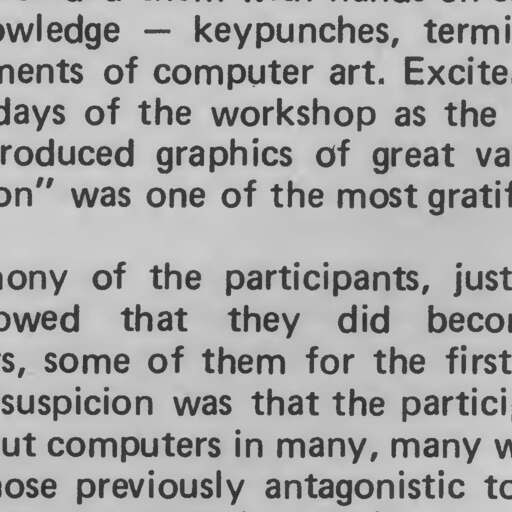 owledge — keypunches, termi
ments of computer art. Excite
days of the workshop as the
roduced graphics of great va
on" was one of the most gratif
nony of the participants, just
owed that they did becor
rs, some of them for the first
suspicion was that the partici
ut computers in many, many w
nose previously antagonistic to